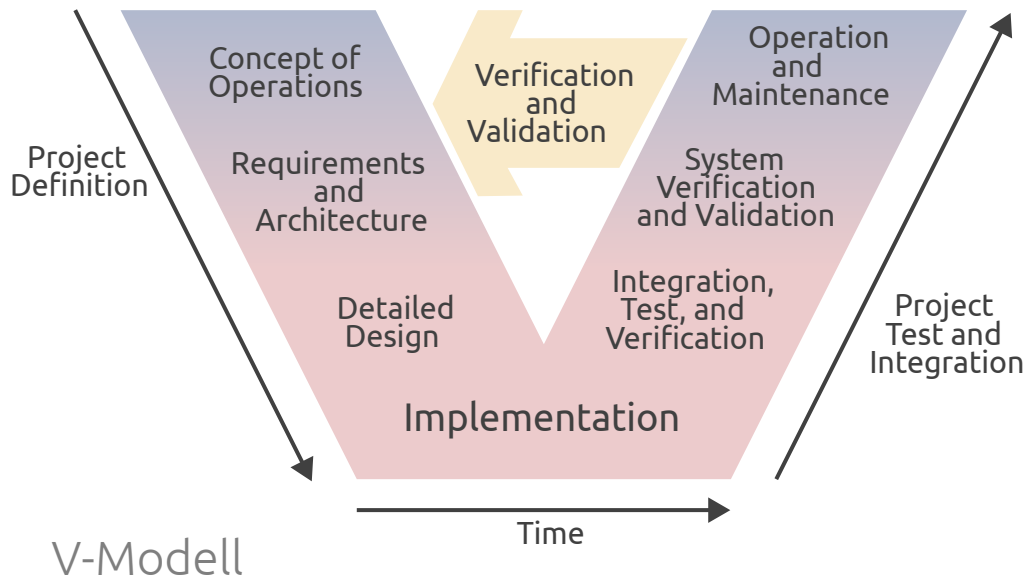 Concept of
Operations
Verification
and
Validation
Operation
and
Maintenance
Project
Definition
Requirements
and
Architecture
System
Verification
and Validation
Detailed
Design
Integration,
Test, and
Verification
Project
Test and
Integration
Implementation
Time
V-Modell